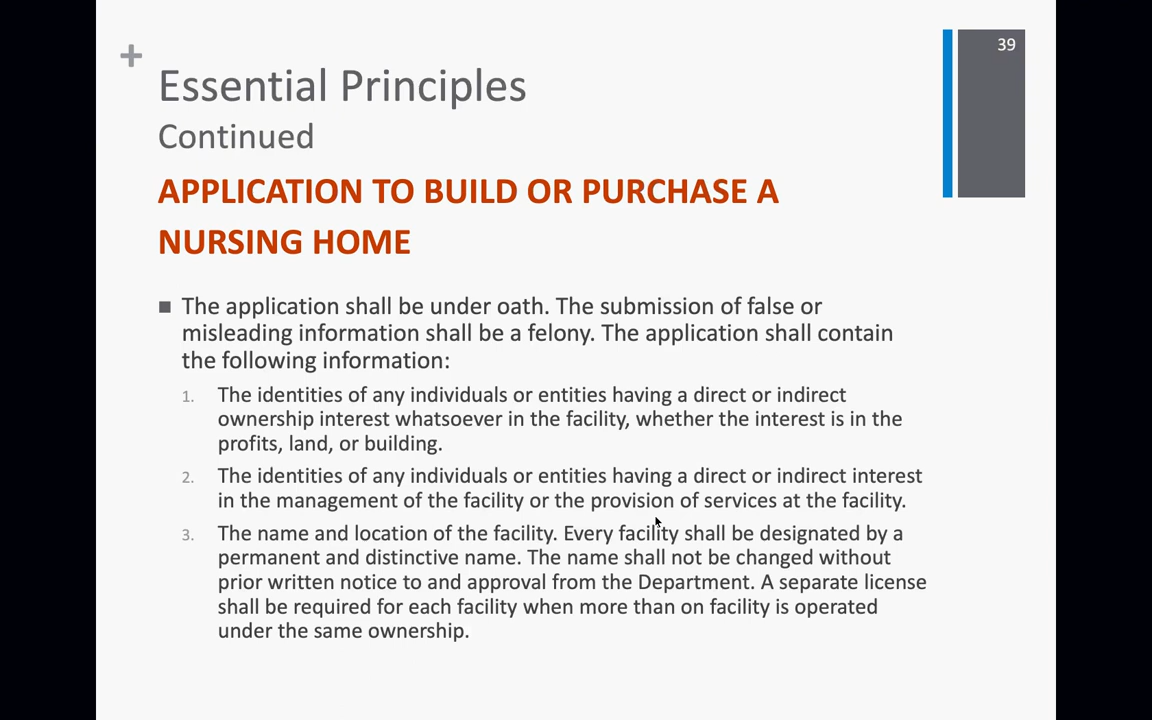 39
+
Essential Principles
Continued
APPLICATION TO BUILD OR PURCHASE A
NURSING HOME
■ The application shall be under oath. The submission of false or
misleading information shall be a felony. The application shall contain
the following information:
1. The identities of any individuals or entities having a direct or indirect
ownership interest whatsoever in the facility, whether the interest is in the
profits, land, or building.
2. The identities of any individuals or entities having a direct or indirect interest
in the management of the facility or the provision of services at the facility.
3. The name and location of the facility. Every facility shall be designated by a
permanent and distinctive name. The name shall not be changed without
prior written notice to and approval from the Department. A separate license
shall be required for each facility when more than on facility is operated
under the same ownership.